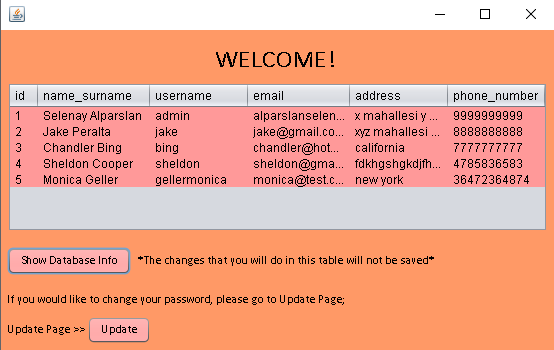 WELCOME!
id name_surname username email address phone_number
1 Selenay Alparslan admin alparslanselen... x mahallesi y ... 9999999999
2 Jake Peralta jake jake@gmail.co... xyz mahallesi ... 8888888888
3 Chandler Bing bing chandler@hot... california 7777777777
4 Sheldon Cooper sheldon sheldon@gma... fdkhgshgkdjfh... 4785836583
5 Monica Geller gellermonica monica@test.c... new york 36472364874
Show Database Info *The changes that you will do in this table will not be saved*
If you would like to change your password, please go to Update Page;
Update Page >> Update